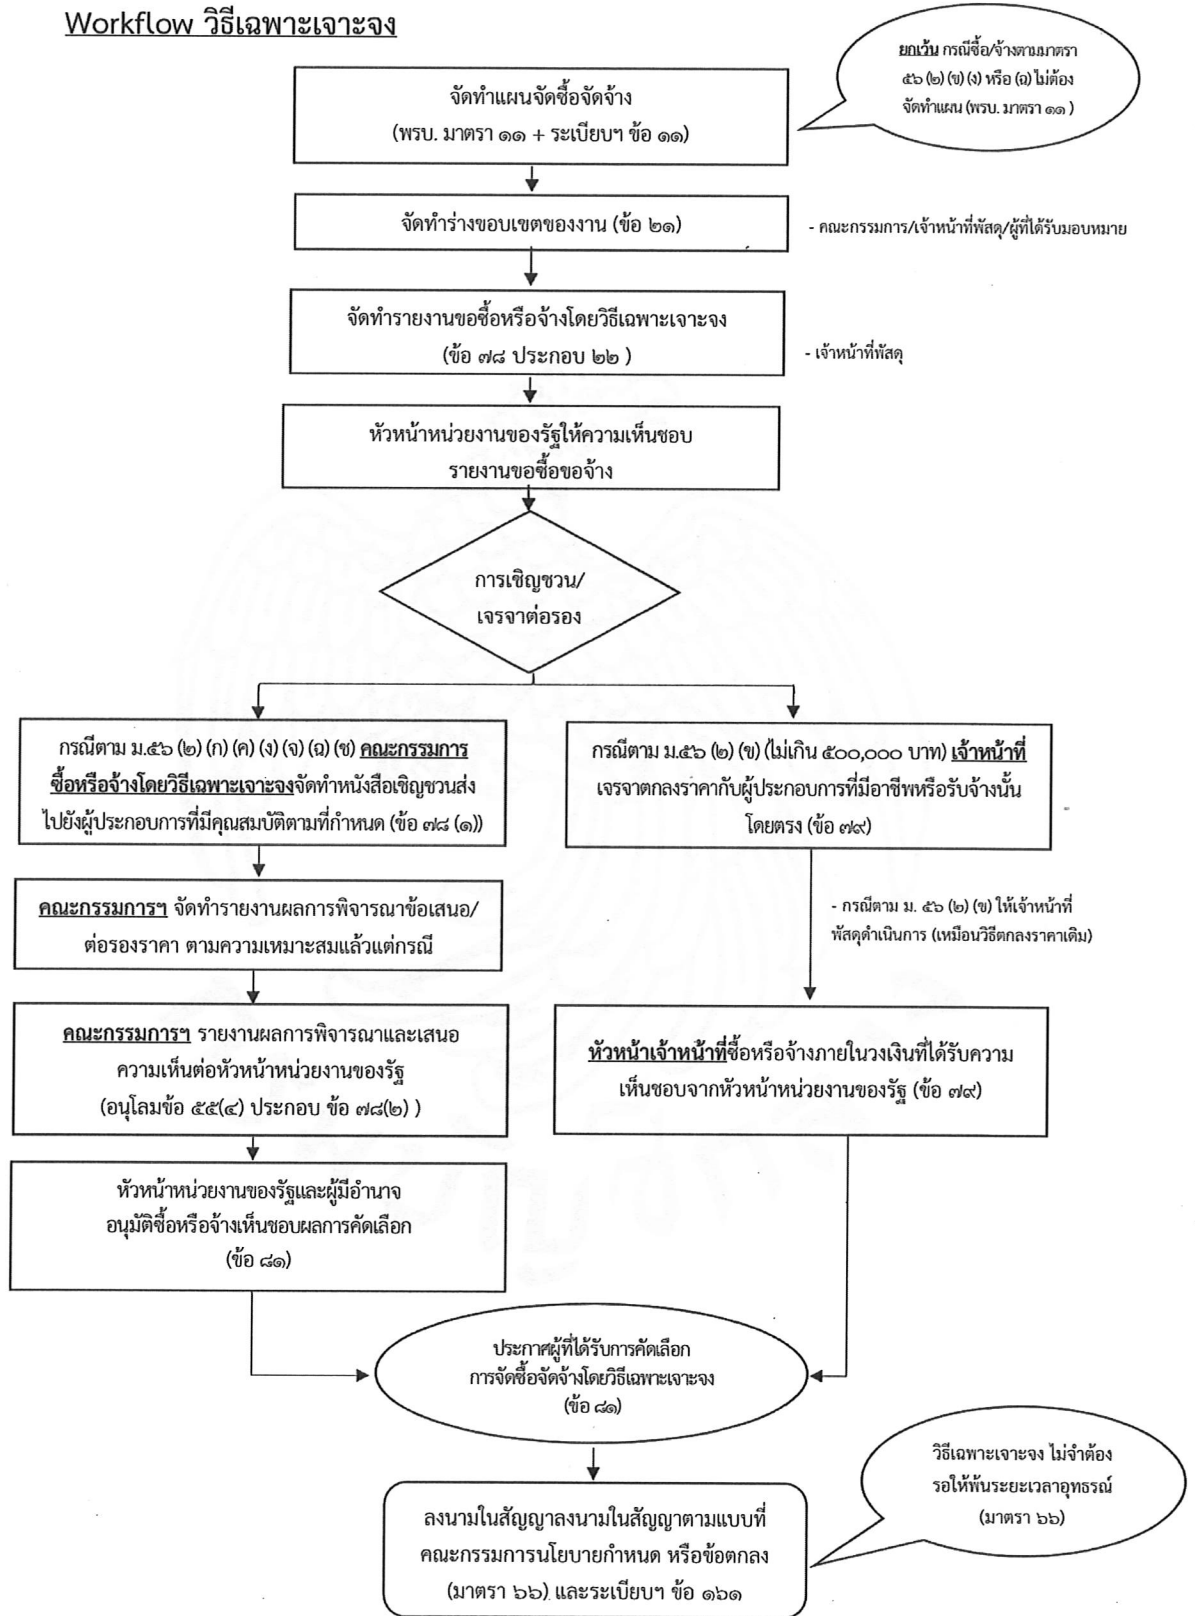 Workflow วิธีเฉพาะเจาะจง
ยกเว้น กรณีซื้อ/จ้างตามมาตรา
๕๖ (๒) (ข) (ง) หรือ (ฉ) ไม่ต้อง
จัดทำแผน (พรบ. มาตรา ๑๑ )
จัดทำแผนจัดซื้อจัดจ้าง
(พรบ. มาตรา ๑๑ + ระเบียบฯ ข้อ ๑๑)
จัดทำร่างขอบเขตของงาน (ข้อ ๒๑)
- คณะกรรมการ/เจ้าหน้าที่พัสดุ/ผู้ที่ได้รับมอบหมาย
จัดทำรายงานขอซื้อหรือจ้างโดยวิธีเฉพาะเจาะจง
(ข้อ ๗๘ ประกอบ ๒๒ )
- เจ้าหน้าที่พัสดุ
หัวหน้าหน่วยงานของรัฐให้ความเห็นชอบ
รายงานขอซื้อขอจ้าง
การเชิญชวน/
เจรจาต่อรอง
กรณีตาม ม.๕๖ (๒) (ก) (ค) (ง) (จ) (ฉ) (ช) คณะกรรมการ
ซื้อหรือจ้างโดยวิธีเฉพาะเจาะจงจัดทำหนังสือเชิญชวนส่ง
ไปยังผู้ประกอบการที่มีคุณสมบัติตามที่กำหนด (ข้อ ๗๘ (๑))
กรณีตาม ม.๕๖ (๒) (ข) (ไม่เกิน ๕๐๐,๐๐๐ บาท) เจ้าหน้าที่
เจรจาตกลงราคากับผู้ประกอบการที่มีอาชีพหรือรับจ้างนั้น
โดยตรง (ข้อ ๗๙)
คณะกรรมการฯ จัดทำรายงานผลการพิจารณาข้อเสนอ/
ต่อรองราคา ตามความเหมาะสมแล้วแต่กรณี
- กรณีตาม ม. ๕๖ (๒) (ข) ให้เจ้าหน้าที่
พัสดุดำเนินการ (เหมือนวิธีตกลงราคาเดิม)
คณะกรรมการฯ รายงานผลการพิจารณาและเสนอ
ความเห็นต่อหัวหน้าหน่วยงานของรัฐ
(อนุโลมข้อ ๕๕(๔) ประกอบ ข้อ ๗๘(๒) )
หัวหน้าเจ้าหน้าที่ซื้อหรือจ้างภายในวงเงินที่ได้รับความ
เห็นชอบจากหัวหน้าหน่วยงานของรัฐ (ข้อ ๗๙)
หัวหน้าหน่วยงานของรัฐและผู้มีอำนาจ
อนุมัติซื้อหรือจ้างเห็นชอบผลการคัดเลือก
(ข้อ ๘๑)
ประกาศผู้ที่ได้รับการคัดเลือก
การจัดซื้อจัดจ้างโดยวิธีเฉพาะเจาะจง
(ข้อ ๘๑)
วิธีเฉพาะเจาะจง ไม่จำต้อง
รอให้พ้นระยะเวลาอุทธรณ์
(มาตรา ๖๖)
ลงนามในสัญญาลงนามในสัญญาตามแบบที่
คณะกรรมการนโยบายกำหนด หรือข้อตกลง
(มาตรา ๖๖) และระเบียบฯ ข้อ ๑๖๑